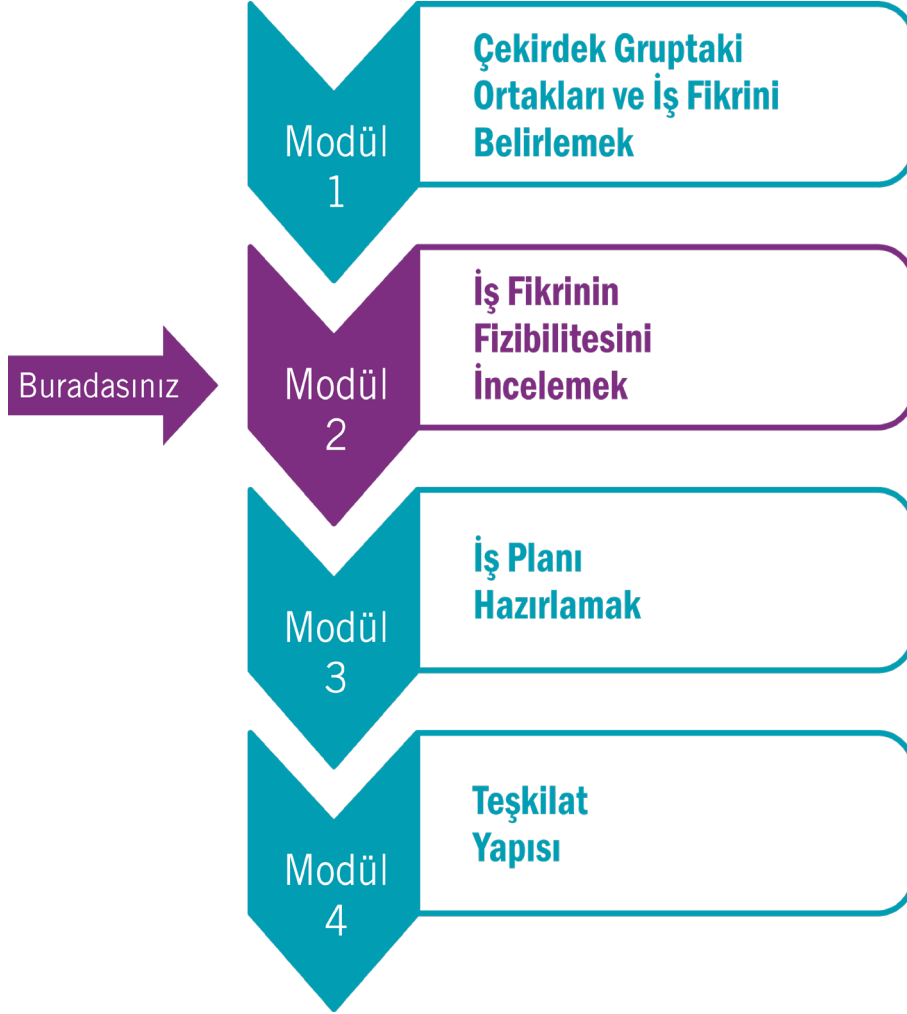 Modül
1
Çekirdek Gruptaki
Ortakları ve İş Fikrini
Belirlemek
Buradasınız
Modül
2
İş Fikrinin
Fizibilitesini
İncelemek
Modül
3
İş Planı
Hazırlamak
Modül
4
Teşkilat
Yapısı